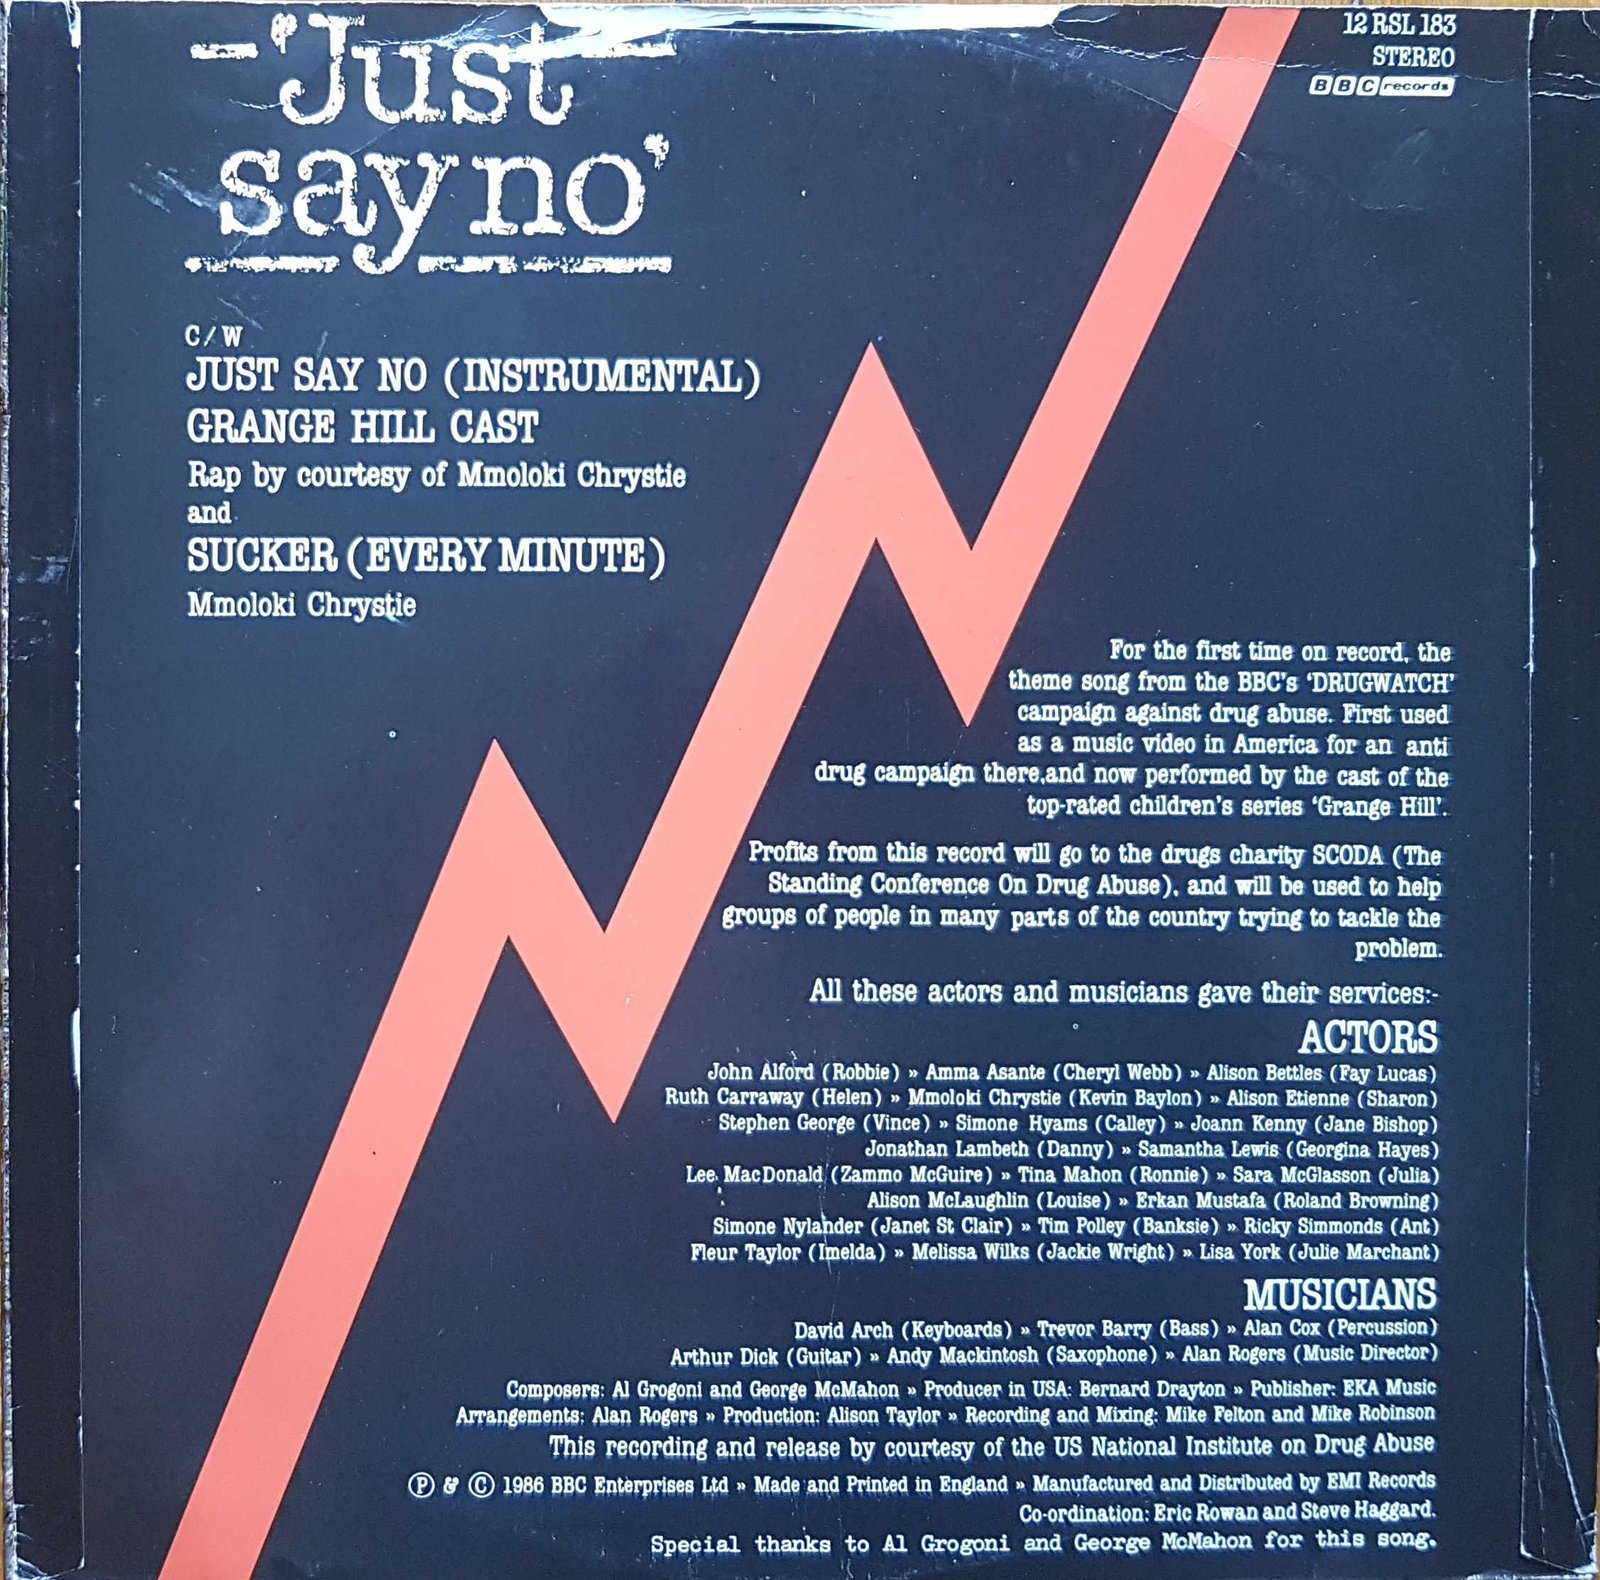 'Just
say no'
12 RSL 183
STEREO
BBC records
C/W
JUST SAY NO (INSTRUMENTAL)
GRANGE HILL CAST
Rap by courtesy of Mmoloki Chrystie
and
SUCKER (EVERY MINUTE)
Mmoloki Chrystie
For the first time on record, the
theme song from the BBC's 'DRUGWATCH'
campaign against drug abuse. First used
as a music video in America for an anti
drug campaign there,and now performed by the cast of the
top-rated children's series 'Grange Hill'.
Profits from this record will go to the drugs charity SCODA (The
Standing Conference On Drug Abuse), and will be used to help
groups of people in many parts of the country trying to tackle the
problem.
All these actors and musicians gave their services:-
ACTORS
John Alford (Robbie) » Amma Asante (Cheryl Webb) » Alison Bettles (Fay Lucas)
Ruth Carraway (Helen) » Mmoloki Chrystie (Kevin Baylon) » Alison Etienne (Sharon)
Stephen George (Vince) » Simone Hyams (Calley) » Joann Kenny (Jane Bishop)
Jonathan Lambeth (Danny) » Samantha Lewis (Georgina Hayes)
Lee MacDonald (Zammo McGuire) » Tina Mahon (Ronnie) » Sara McGlasson (Julia)
Alison McLaughlin (Louise) » Erkan Mustafa (Roland Browning)
Simone Nylander (Janet St Clair) » Tim Polley (Banksie) » Ricky Simmonds (Ant)
Fleur Taylor (Imelda) » Melissa Wilks (Jackie Wright) » Lisa York (Julie Marchant)
MUSICIANS
David Arch (Keyboards) » Trevor Barry (Bass) » Alan Cox (Percussion)
Arthur Dick (Guitar) » Andy Mackintosh (Saxophone) » Alan Rogers (Music Director)
Composers: Al Grogoni and George McMahon » Producer in USA: Bernard Drayton » Publisher: EKA Music
Arrangements: Alan Rogers » Production: Alison Taylor » Recording and Mixing: Mike Felton and Mike Robinson
This recording and release by courtesy of the US National Institute on Drug Abuse
Ⓟ & © 1986 BBC Enterprises Ltd » Made and Printed in England » Manufactured and Distributed by EMI Records
Co-ordination: Eric Rowan and Steve Haggard.
Special thanks to Al Grogoni and George McMahon for this song.